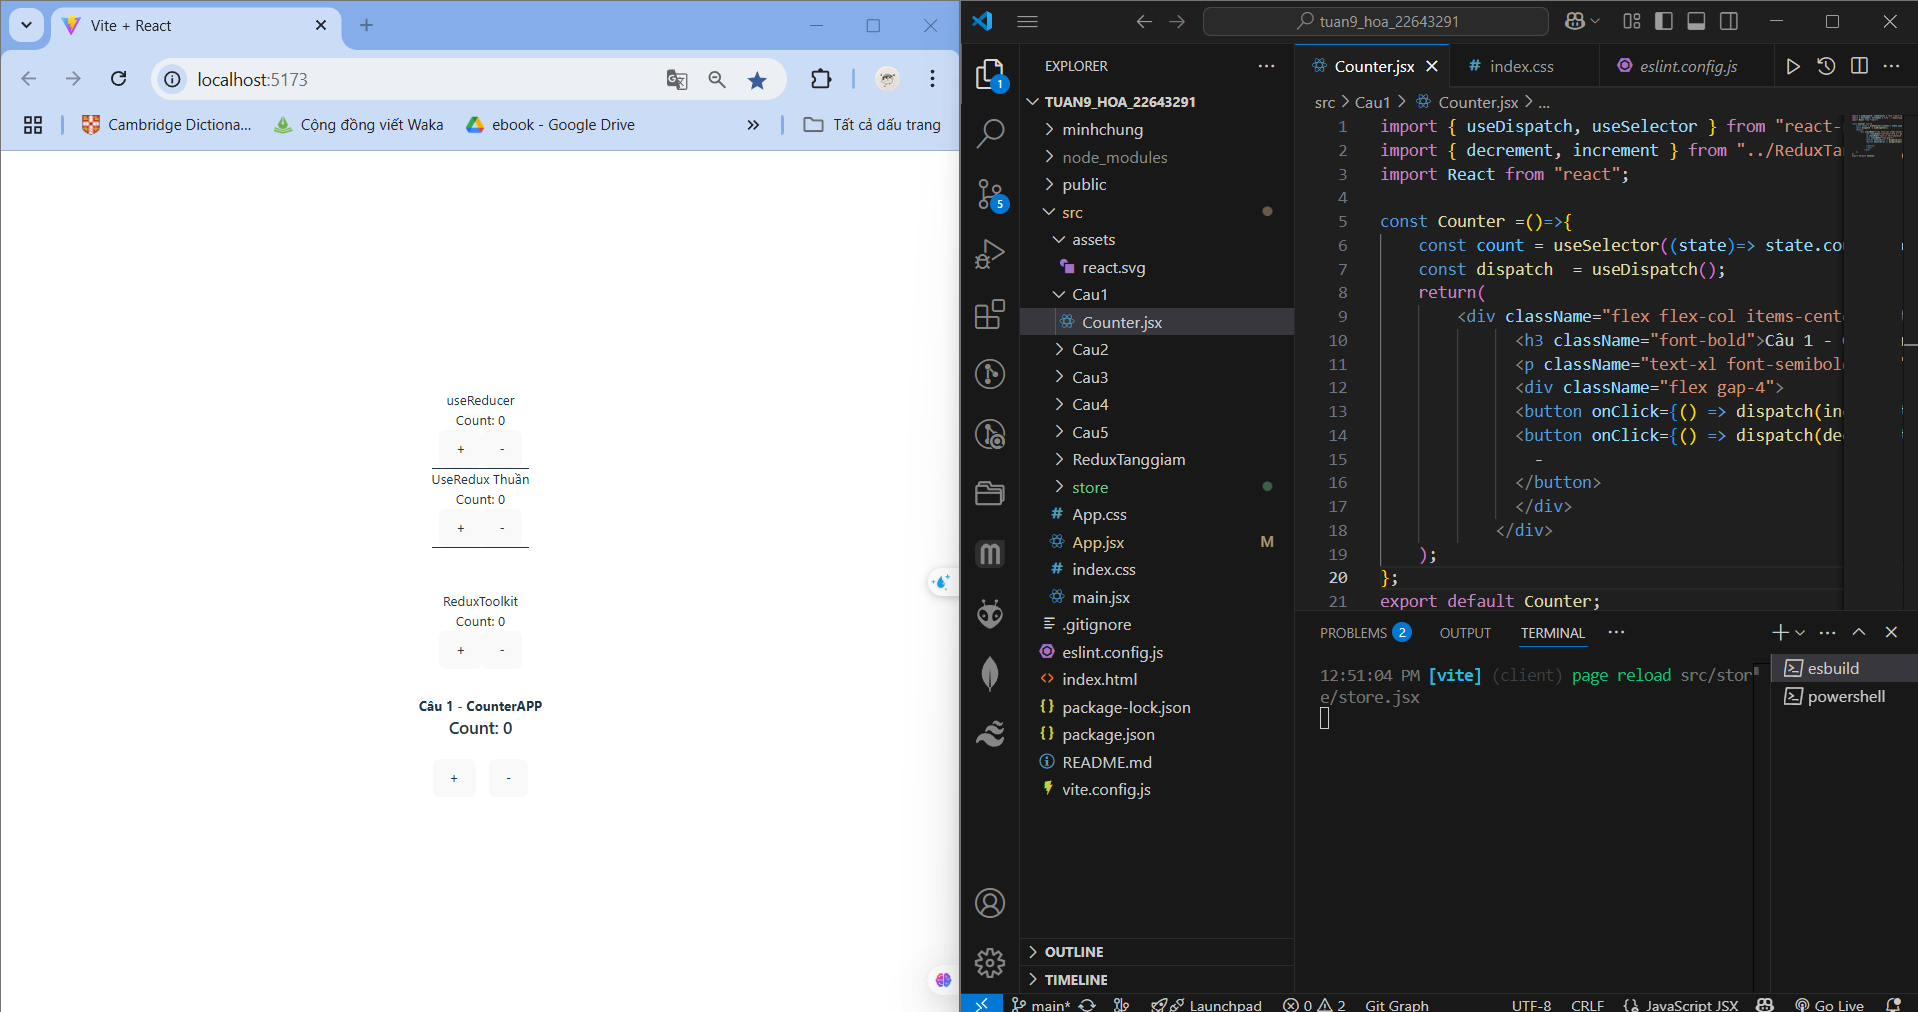 Vite + React
localhost:5173
Cambridge Dictiona...
Cộng đồng viết Waka
ebook - Google Drive
»
Tất cả dấu trang
useReducer
Count: 0
+ -
UseRedux Thuần
Count: 0
+ -
ReduxToolkit
Count: 0
+ -
Câu 1 - CounterAPP
Count: 0
+ -
tuan9_hoa_22643291
1
5
EXPLORER
TUAN9_HOA_22643291
minhchung
node_modules
public
src
assets
react.svg
Cau1
Counter.jsx
Cau2
Cau3
Cau4
Cau5
ReduxTanggiam
store
# App.css
App.jsx M
# index.css
main.jsx
.gitignore
eslint.config.js
<> index.html
{} package-lock.json
{} package.json
README.md
vite.config.js
OUTLINE
TIMELINE
Counter.jsx
# index.css
eslint.config.js
src > Cau1 > Counter.jsx > ...
1 import { useDispatch, useSelector } from "react-
2 import { decrement, increment } from "../ReduxTan
3 import React from "react";
4
5 const Counter =()=>{
6 const count = useSelector((state)=> state.cou
7 const dispatch = useDispatch();
8 return(
9 <div className="flex flex-col items-cente
10 <h3 className="font-bold">Câu 1 - C
11 <p className="text-xl font-semibold
12 <div className="flex gap-4">
13 <button onClick={() => dispatch(inc
14 <button onClick={() => dispatch(dec
15 -
16 </button>
17 </div>
18 </div>
19 );
20 };
21 export default Counter;
PROBLEMS 2 OUTPUT TERMINAL ...
12:51:04 PM [vite] (client) page reload src/stor
e/store.jsx
esbuild
powershell
main* Launchpad 0 2 Git Graph UTF-8 CRLF {} JavaScript JSX Go Live